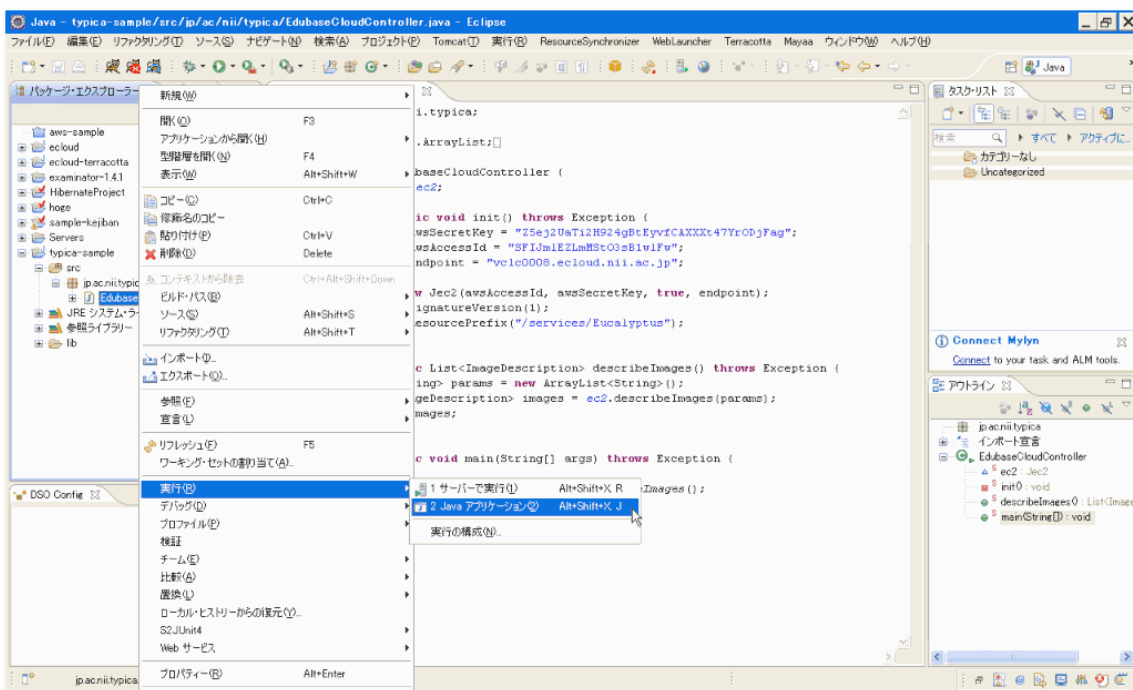 Java - typica-sample/src/jp/ac/nii/typica/EdubaseCloudController.java - Eclipse
ファイル(F) 編集(E) リファクタリング(T) ソース(S) ナビゲート(N) 検索(A) プロジェクト(P) Tomcat(T) 実行(R) ResourceSynchronizer WebLauncher Terracotta Mayaa ウィンドウ(W) ヘルプ(H)
Java
パッケージ・エクスプローラー
aws-sample
ecloud
ecloud-terracotta
examinator-1.4.1
HibernateProject
hoge
sample-kejiban
Servers
typica-sample
src
jp.ac.nii.typic
Edubase
JRE システム・ラ
参照ライブラリー
lib
DSO Config
新規(W)
開く(O) F3
アプリケーションから開く(H)
型階層を開く(N) F4
表示(W) Alt+Shift+W
コピー(C) Ctrl+C
修飾名のコピー
貼り付け(P) Ctrl+V
削除(D) Delete
コンテキストから除去 Ctrl+Alt+Shift+Down
ビルド・パス(B)
ソース(S) Alt+Shift+S
リファクタリング(T) Alt+Shift+T
インポート(I)...
エクスポート(O)...
参照(F)
宣言(L)
リフレッシュ(F) F5
ワーキング・セットの割り当て(A)...
実行(R)
デバッグ(D)
プロファイル(P)
検証
チーム(E)
比較(A)
置換(L)
ローカル・ヒストリーからの復元(Y)...
S2JUnit4
Web サービス
プロパティー(R) Alt+Enter
1 サーバーで実行(1) Alt+Shift+X, R
2 Java アプリケーション(2) Alt+Shift+X, J
実行の構成(N)...
i.typica;
.ArrayList;
baseCloudController {
ec2;
ic void init() throws Exception {
wsSecretKey = "Z5ej2UaTi2H924gBtEyvfCAXXXt47YrODjFag";
wsAccessId = "SFIJm1EZLmMStO3sB1w1Fw";
ndpoint = "vclc0008.ecloud.nii.ac.jp";
w Jec2(awsAccessId, awsSecretKey, true, endpoint);
ignatureVersion(1);
esourcePrefix("/services/Eucalyptus");
c List<ImageDescription> describeImages() throws Exception {
ing> params = new ArrayList<String>();
geDescription> images = ec2.describeImages(params);
mages;
c void main(String[] args) throws Exception {
Images();
タスク・リスト
検索 すべて アクティブに...
カテゴリーなし
Uncategorized
Connect Mylyn
Connect to your task and ALM tools.
アウトライン
jp.ac.nii.typica
インポート宣言
EdubaseCloudController
ec2 : Jec2
init() : void
describeImages() : List<Image
main(String[]) : void
jp.ac.nii.typica